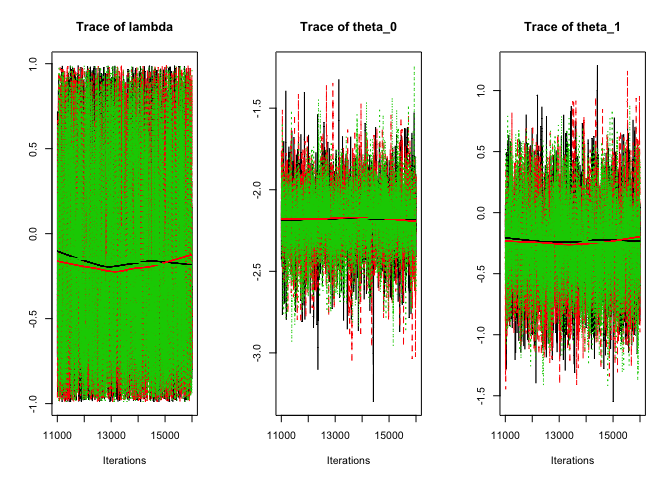 Trace of lambda
1.0
0.5
0.0
-0.5
-1.0
11000 13000 15000
Iterations
Trace of theta_0
-1.5
-2.0
-2.5
-3.0
11000 13000 15000
Iterations
Trace of theta_1
1.0
0.5
0.0
-0.5
-1.0
-1.5
11000 13000 15000
Iterations